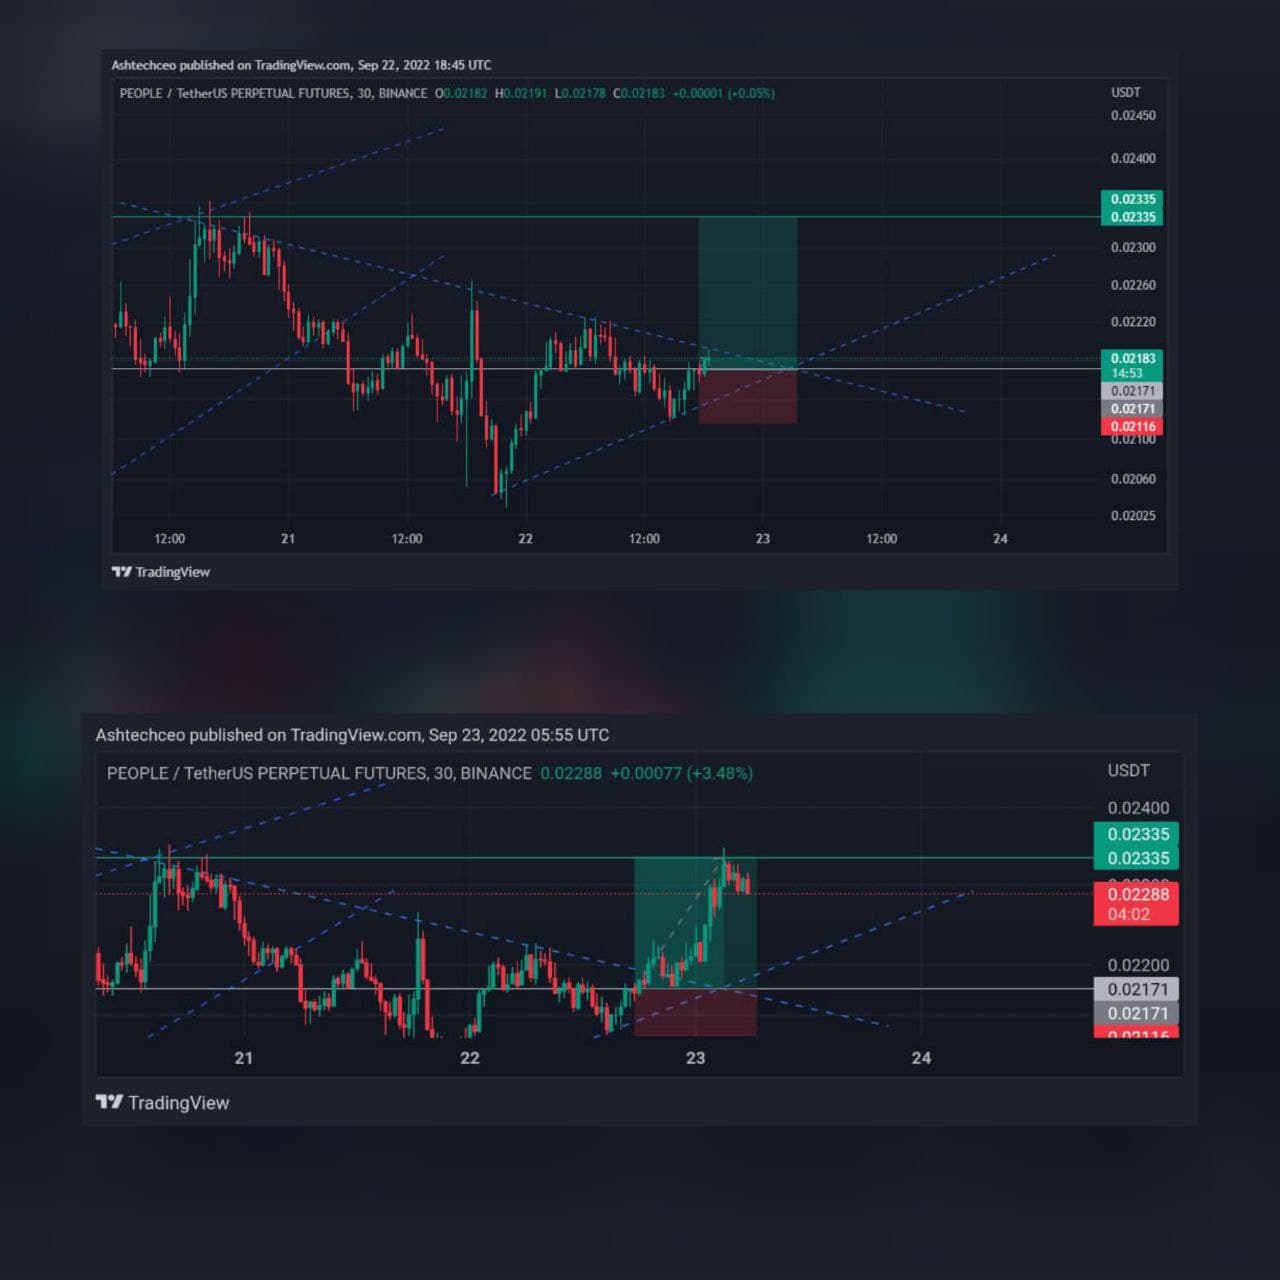 Ashtechceo published on TradingView.com, Sep 22, 2022 18:45 UTC
PEOPLE / TetherUS PERPETUAL FUTURES, 30, BINANCE O0.02182 H0.02191 L0.02178 C0.02183 +0.00001 (+0.05%)
USDT
0.02450
0.02400
0.02335
0.02335
0.02300
0.02260
0.02220
0.02183
14:53
0.02171
0.02171
0.02116
0.02100
0.02060
0.02025
12:00 21 12:00 22 12:00 23 12:00 24
TradingView
Ashtechceo published on TradingView.com, Sep 23, 2022 05:55 UTC
PEOPLE / TetherUS PERPETUAL FUTURES, 30, BINANCE 0.02288 +0.00077 (+3.48%)
USDT
0.02400
0.02335
0.02335
0.02288
04:02
0.02200
0.02171
0.02171
0.02116
21 22 23 24
TradingView